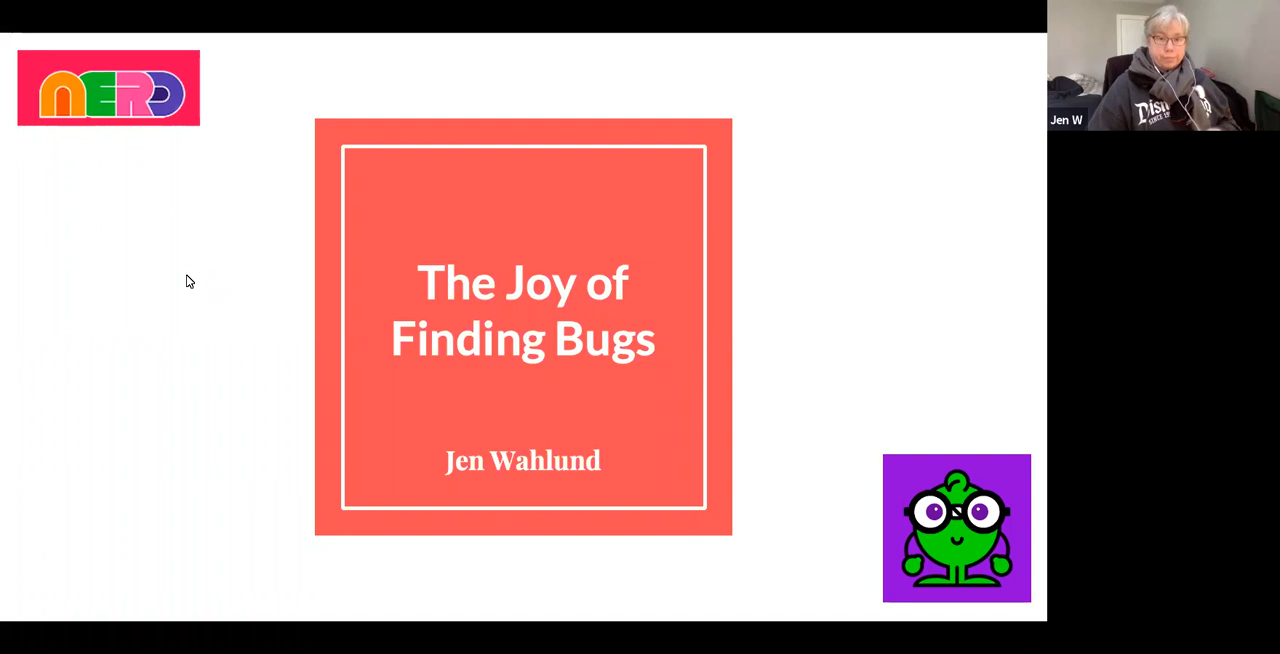 NERD
The Joy of
Finding Bugs
Jen Wahlund
Jen W